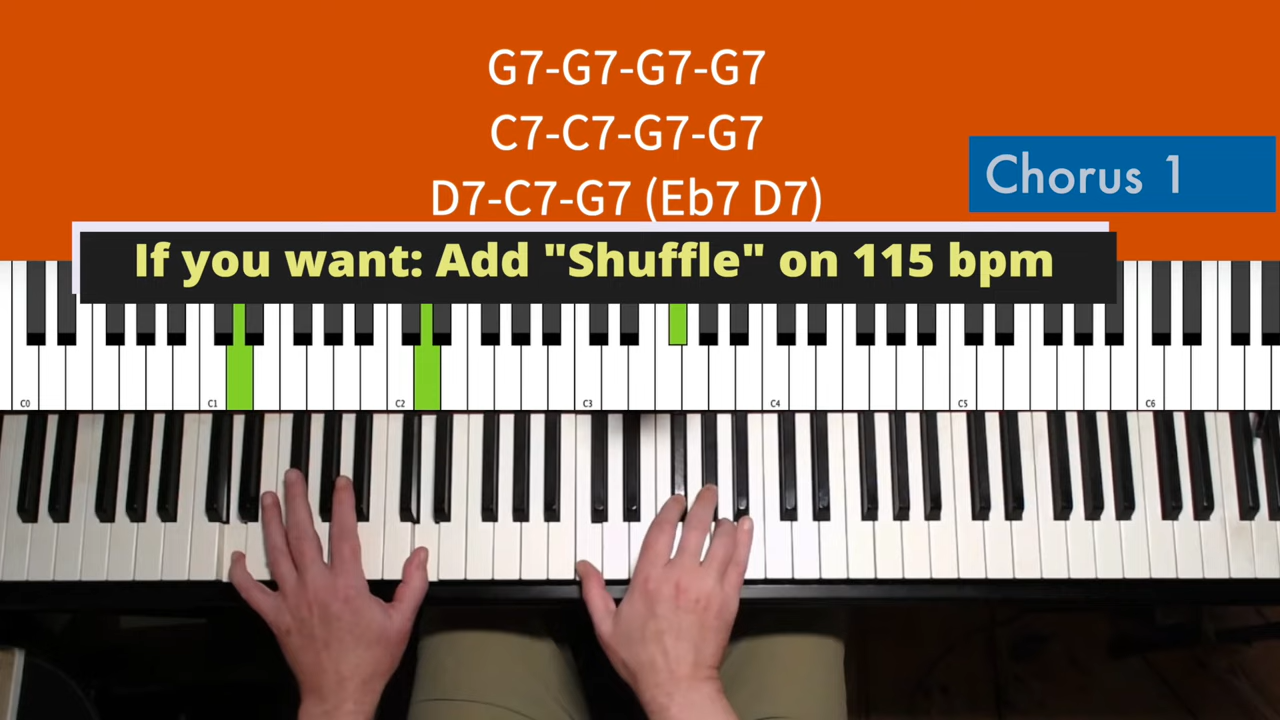 G7-G7-G7-G7
C7-C7-G7-G7
D7-C7-G7 (Eb7 D7)
Chorus 1
If you want: Add "Shuffle" on 115 bpm
C0 C1 C2 C3 C4 C5 C6